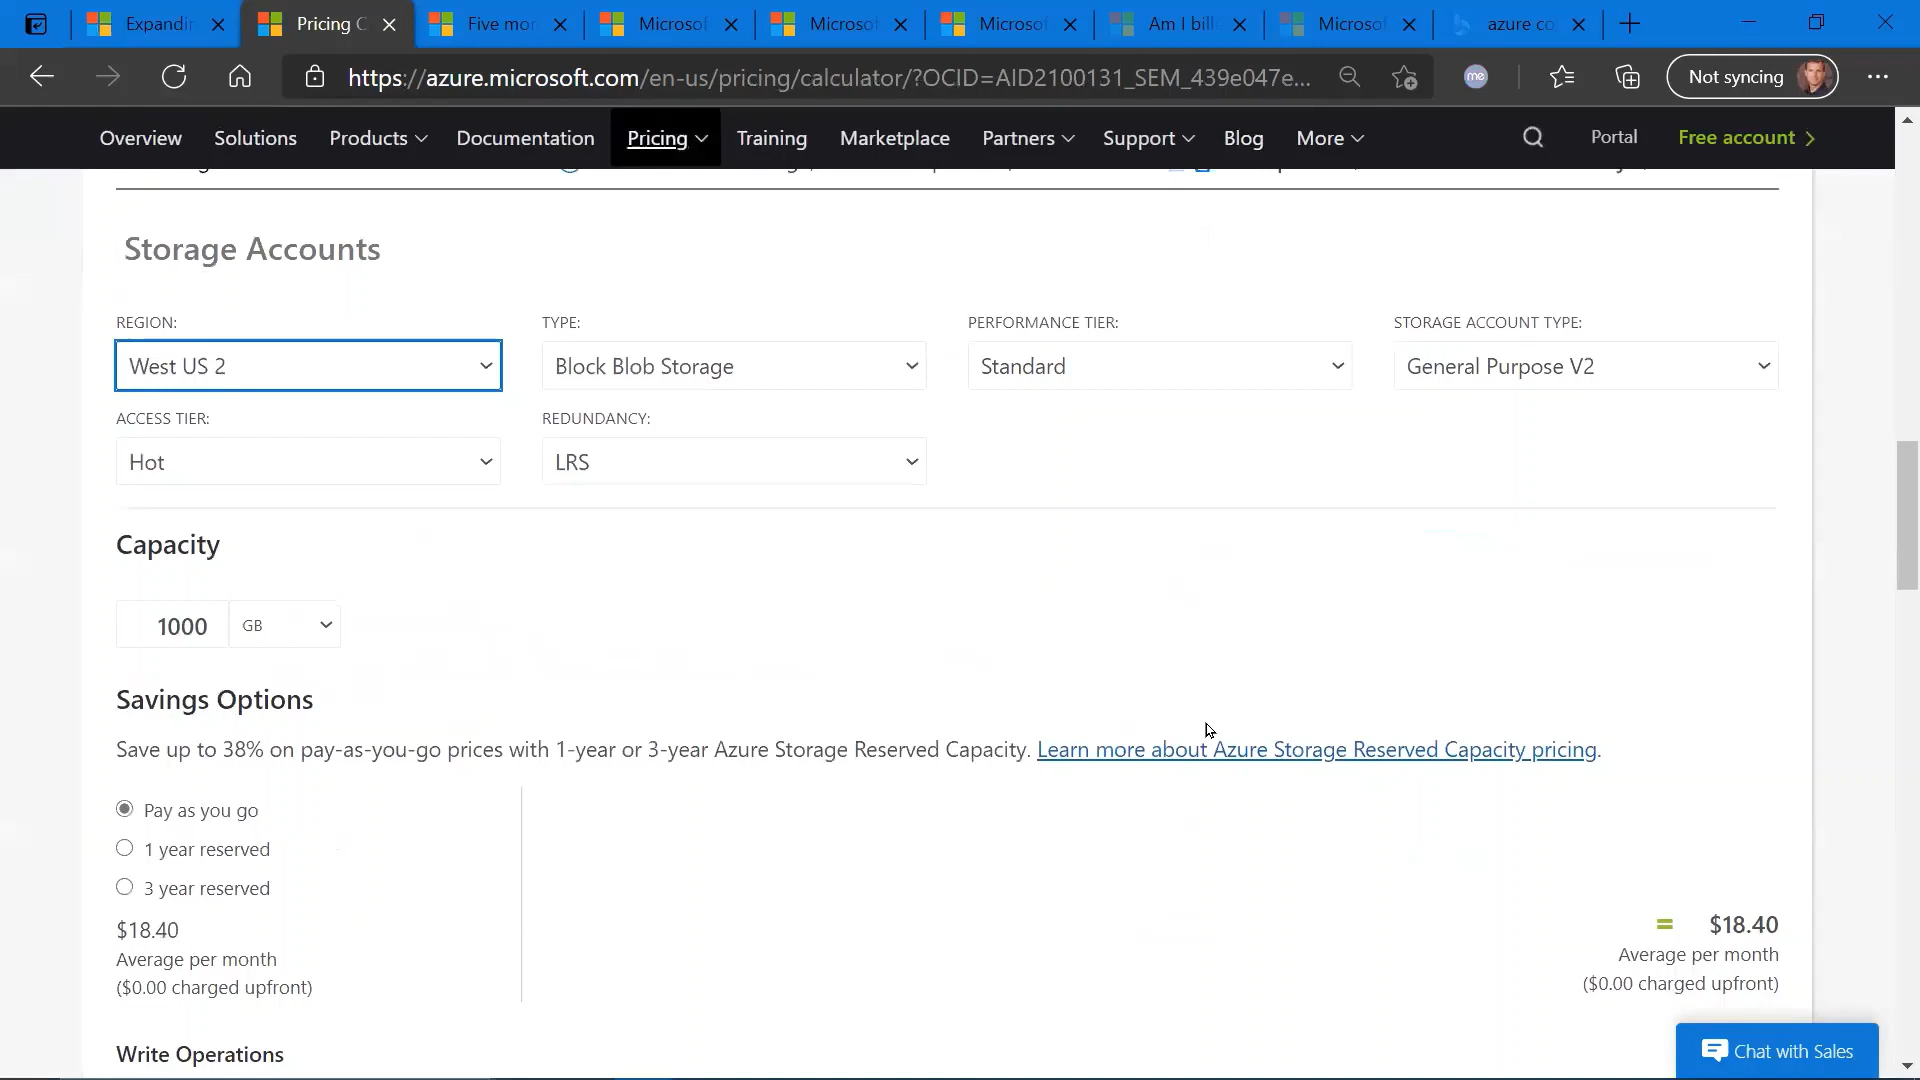 Expandin
Pricing C
Five mor
Microsof
Microsof
Microsof
Am I bill
Microsof
azure co
https://azure.microsoft.com/en-us/pricing/calculator/?OCID=AID2100131_SEM_439e047e...
me
Not syncing
Overview
Solutions
Products
Documentation
Pricing
Training
Marketplace
Partners
Support
Blog
More
Portal
Free account
Storage Accounts
REGION:
TYPE:
PERFORMANCE TIER:
STORAGE ACCOUNT TYPE:
West US 2
Block Blob Storage
Standard
General Purpose V2
ACCESS TIER:
REDUNDANCY:
Hot
LRS
Capacity
1000
GB
Savings Options
Save up to 38% on pay-as-you-go prices with 1-year or 3-year Azure Storage Reserved Capacity. Learn more about Azure Storage Reserved Capacity pricing.
Pay as you go
1 year reserved
3 year reserved
$18.40
Average per month
($0.00 charged upfront)
= $18.40
Average per month
($0.00 charged upfront)
Write Operations
Chat with Sales